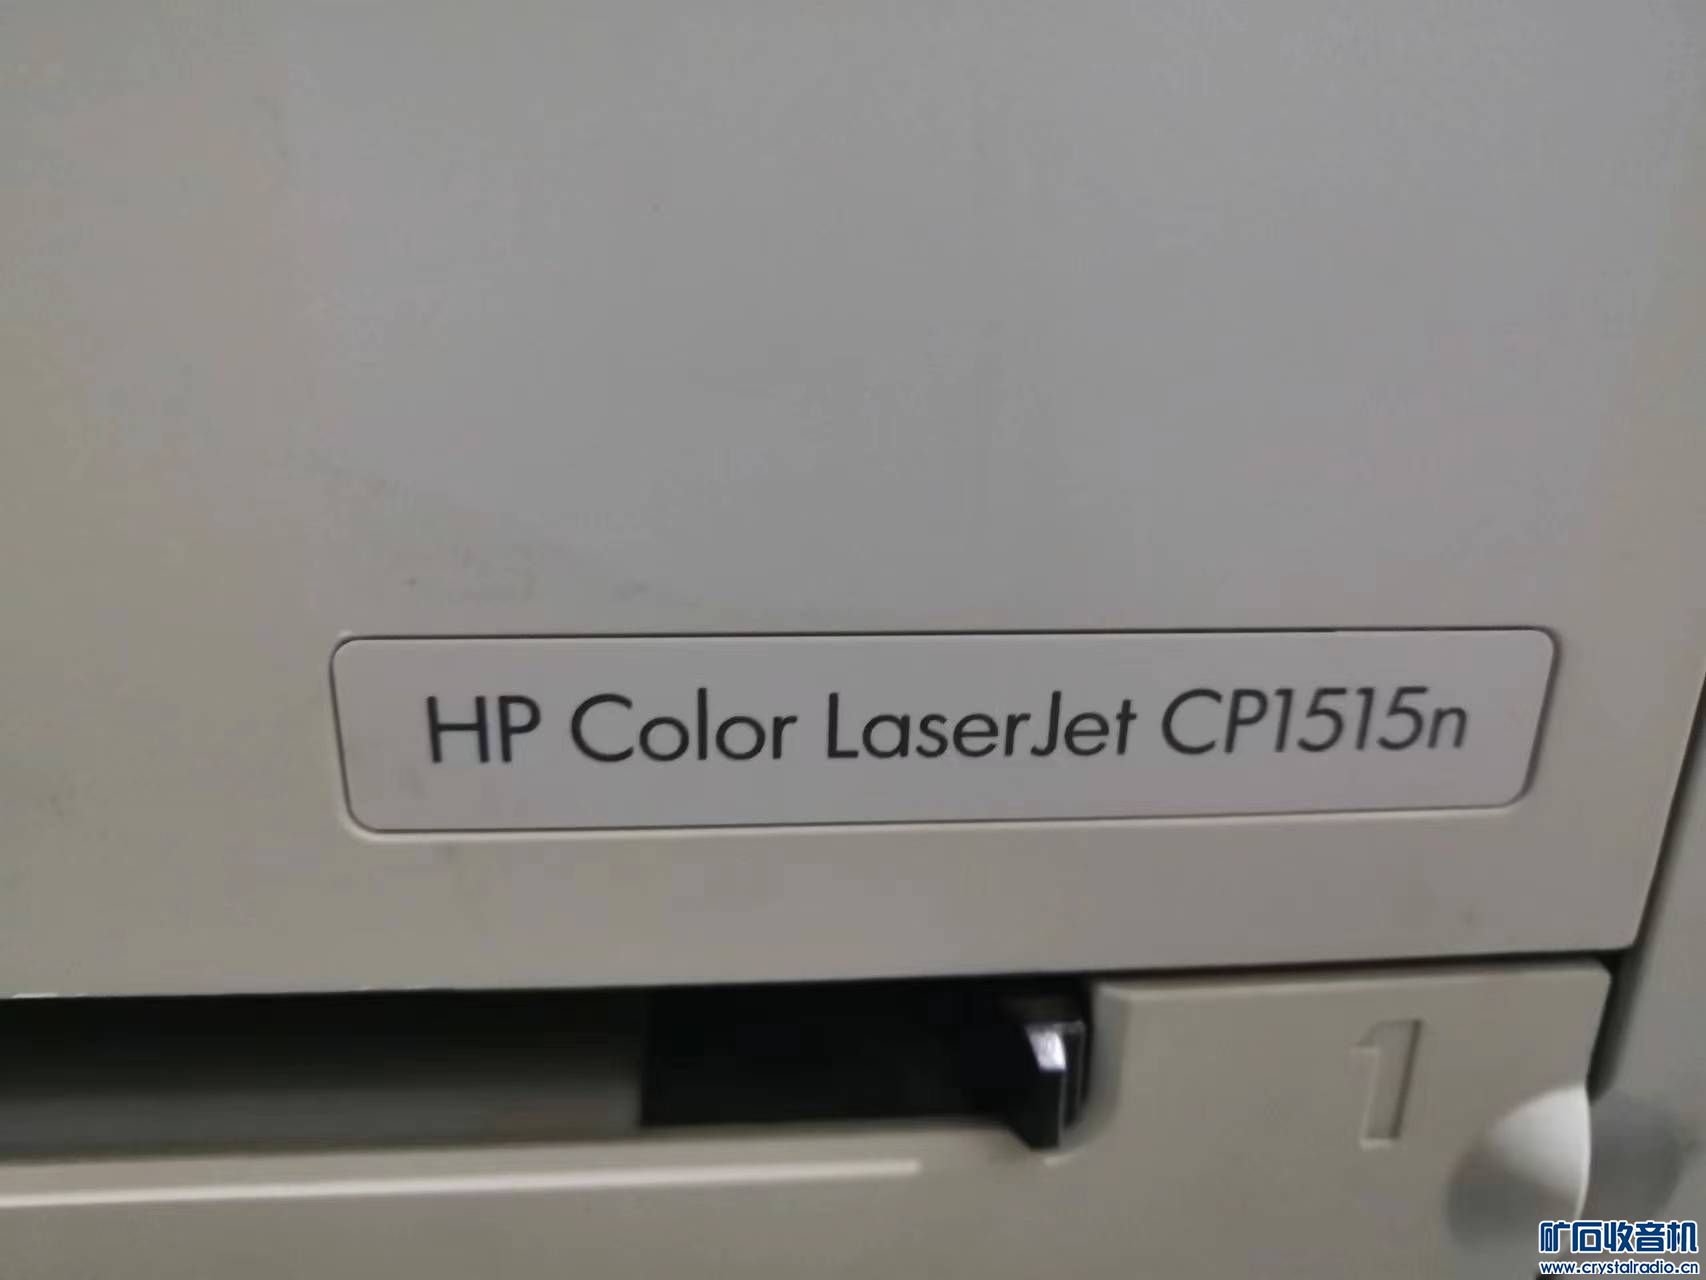 HP Color LaserJet CP1515n
1
矿石收音机
www.crystalradio.cn